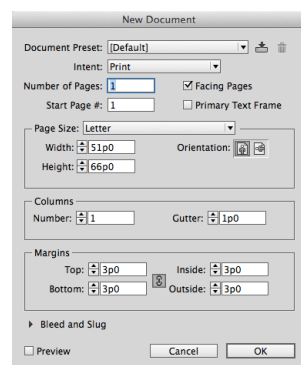 New Document
Document Preset: [Default]
Intent: Print
Number of Pages: 1 Facing Pages
Start Page #: 1 Primary Text Frame
Page Size: Letter
Width: 51p0 Orientation:
Height: 66p0
Columns
Number: 1 Gutter: 1p0
Margins
Top: 3p0 Inside: 3p0
Bottom: 3p0 Outside: 3p0
Bleed and Slug
Preview Cancel OK